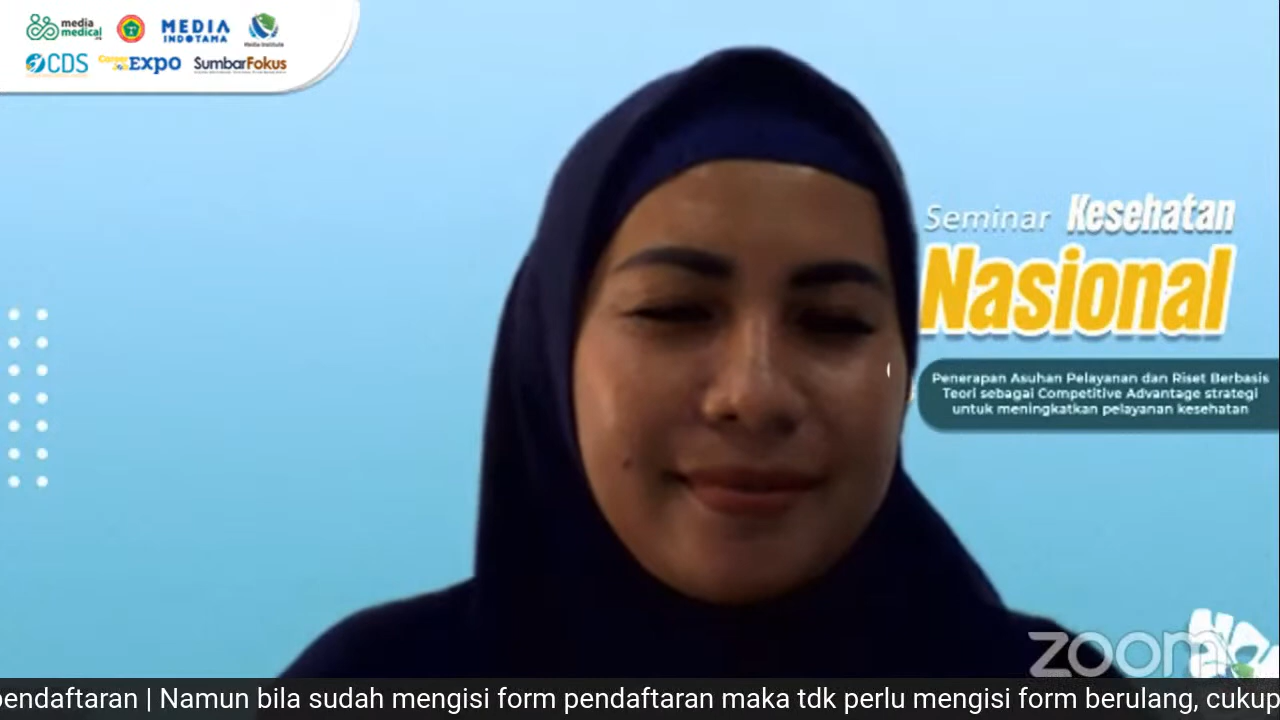 media
medical
MEDIA
INDOTAMA
Media Institute
CDS
Career
Job
EXPO
SumbarFokus
Seminar Kesehatan
Nasional
Penerapan Asuhan Pelayanan dan Riset Berbasis
Teori sebagai Competitive Advantage strategi
untuk meningkatkan pelayanan kesehatan
zoom
pendaftaran | Namun bila sudah mengisi form pendaftaran maka tdk perlu mengisi form berulang, cukup